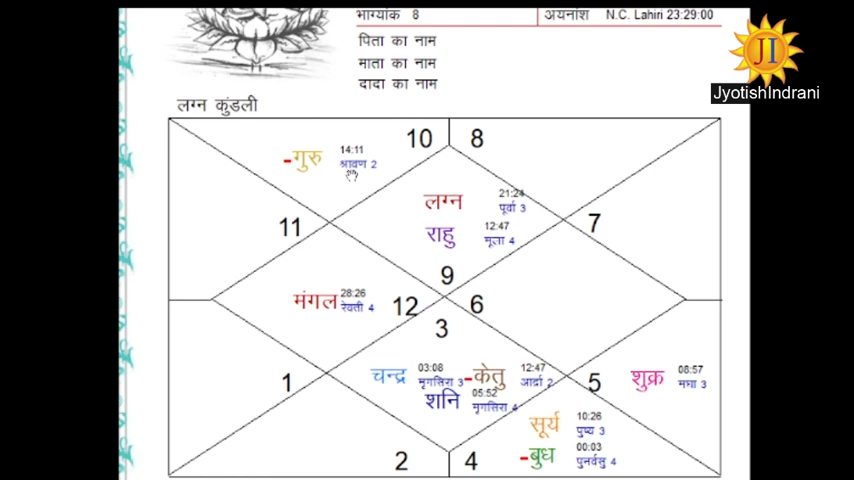 भाग्यांक 8
अयनांश N.C. Lahiri 23:29:00
पिता का नाम
माता का नाम
दादा का नाम
JI
JyotishIndrani
लग्न कुंडली
10 8
-गुरु 14:11
श्रावण 2
लग्न 21:24
पूर्वा 3
11 7
राहु 12:47
मूला 4
9
मंगल 28:26
रेवती 4
12 6
3
1 5
चन्द्र 03:08
मृगसिरा 3
-केतु 12:47
आर्द्रा 2
शुक्र 08:57
मघा 3
शनि 05:52
मृगसिरा 4
सूर्य 10:26
पुष्य 3
-बुध 00:03
पुनर्वसु 4
2 4